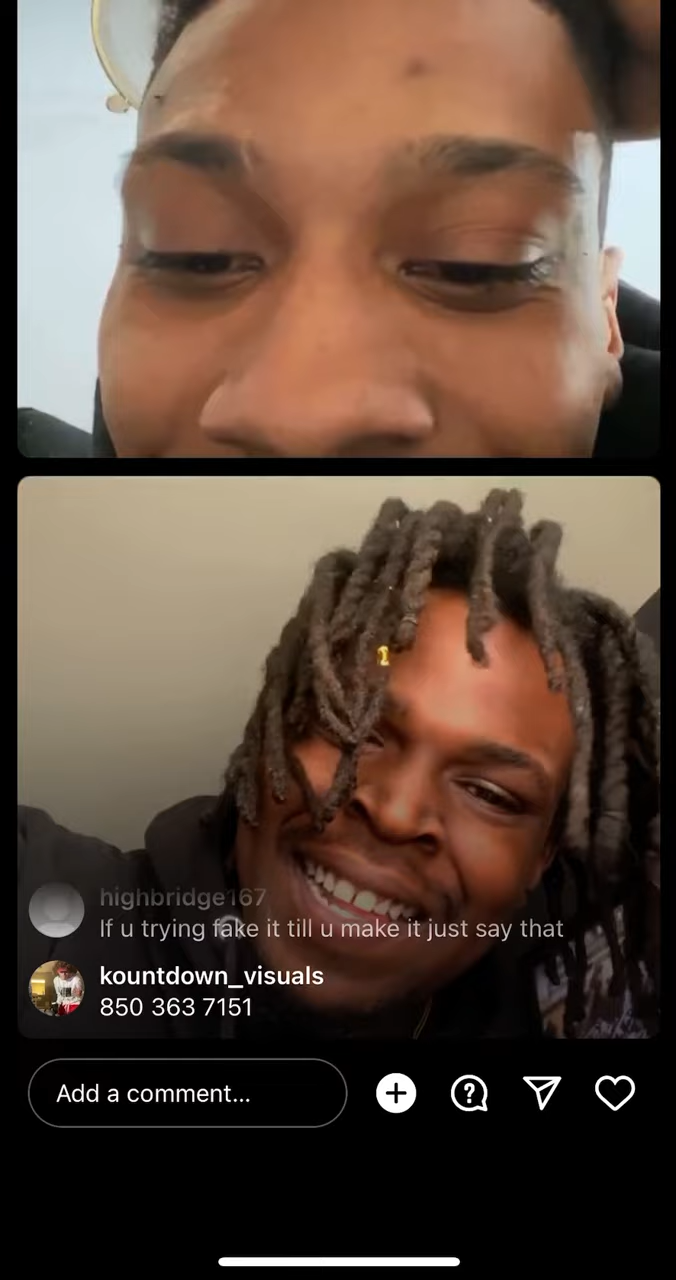 highbridge167
If u trying fake it till u make it just say that
kountdown_visuals
850 363 7151
Add a comment...